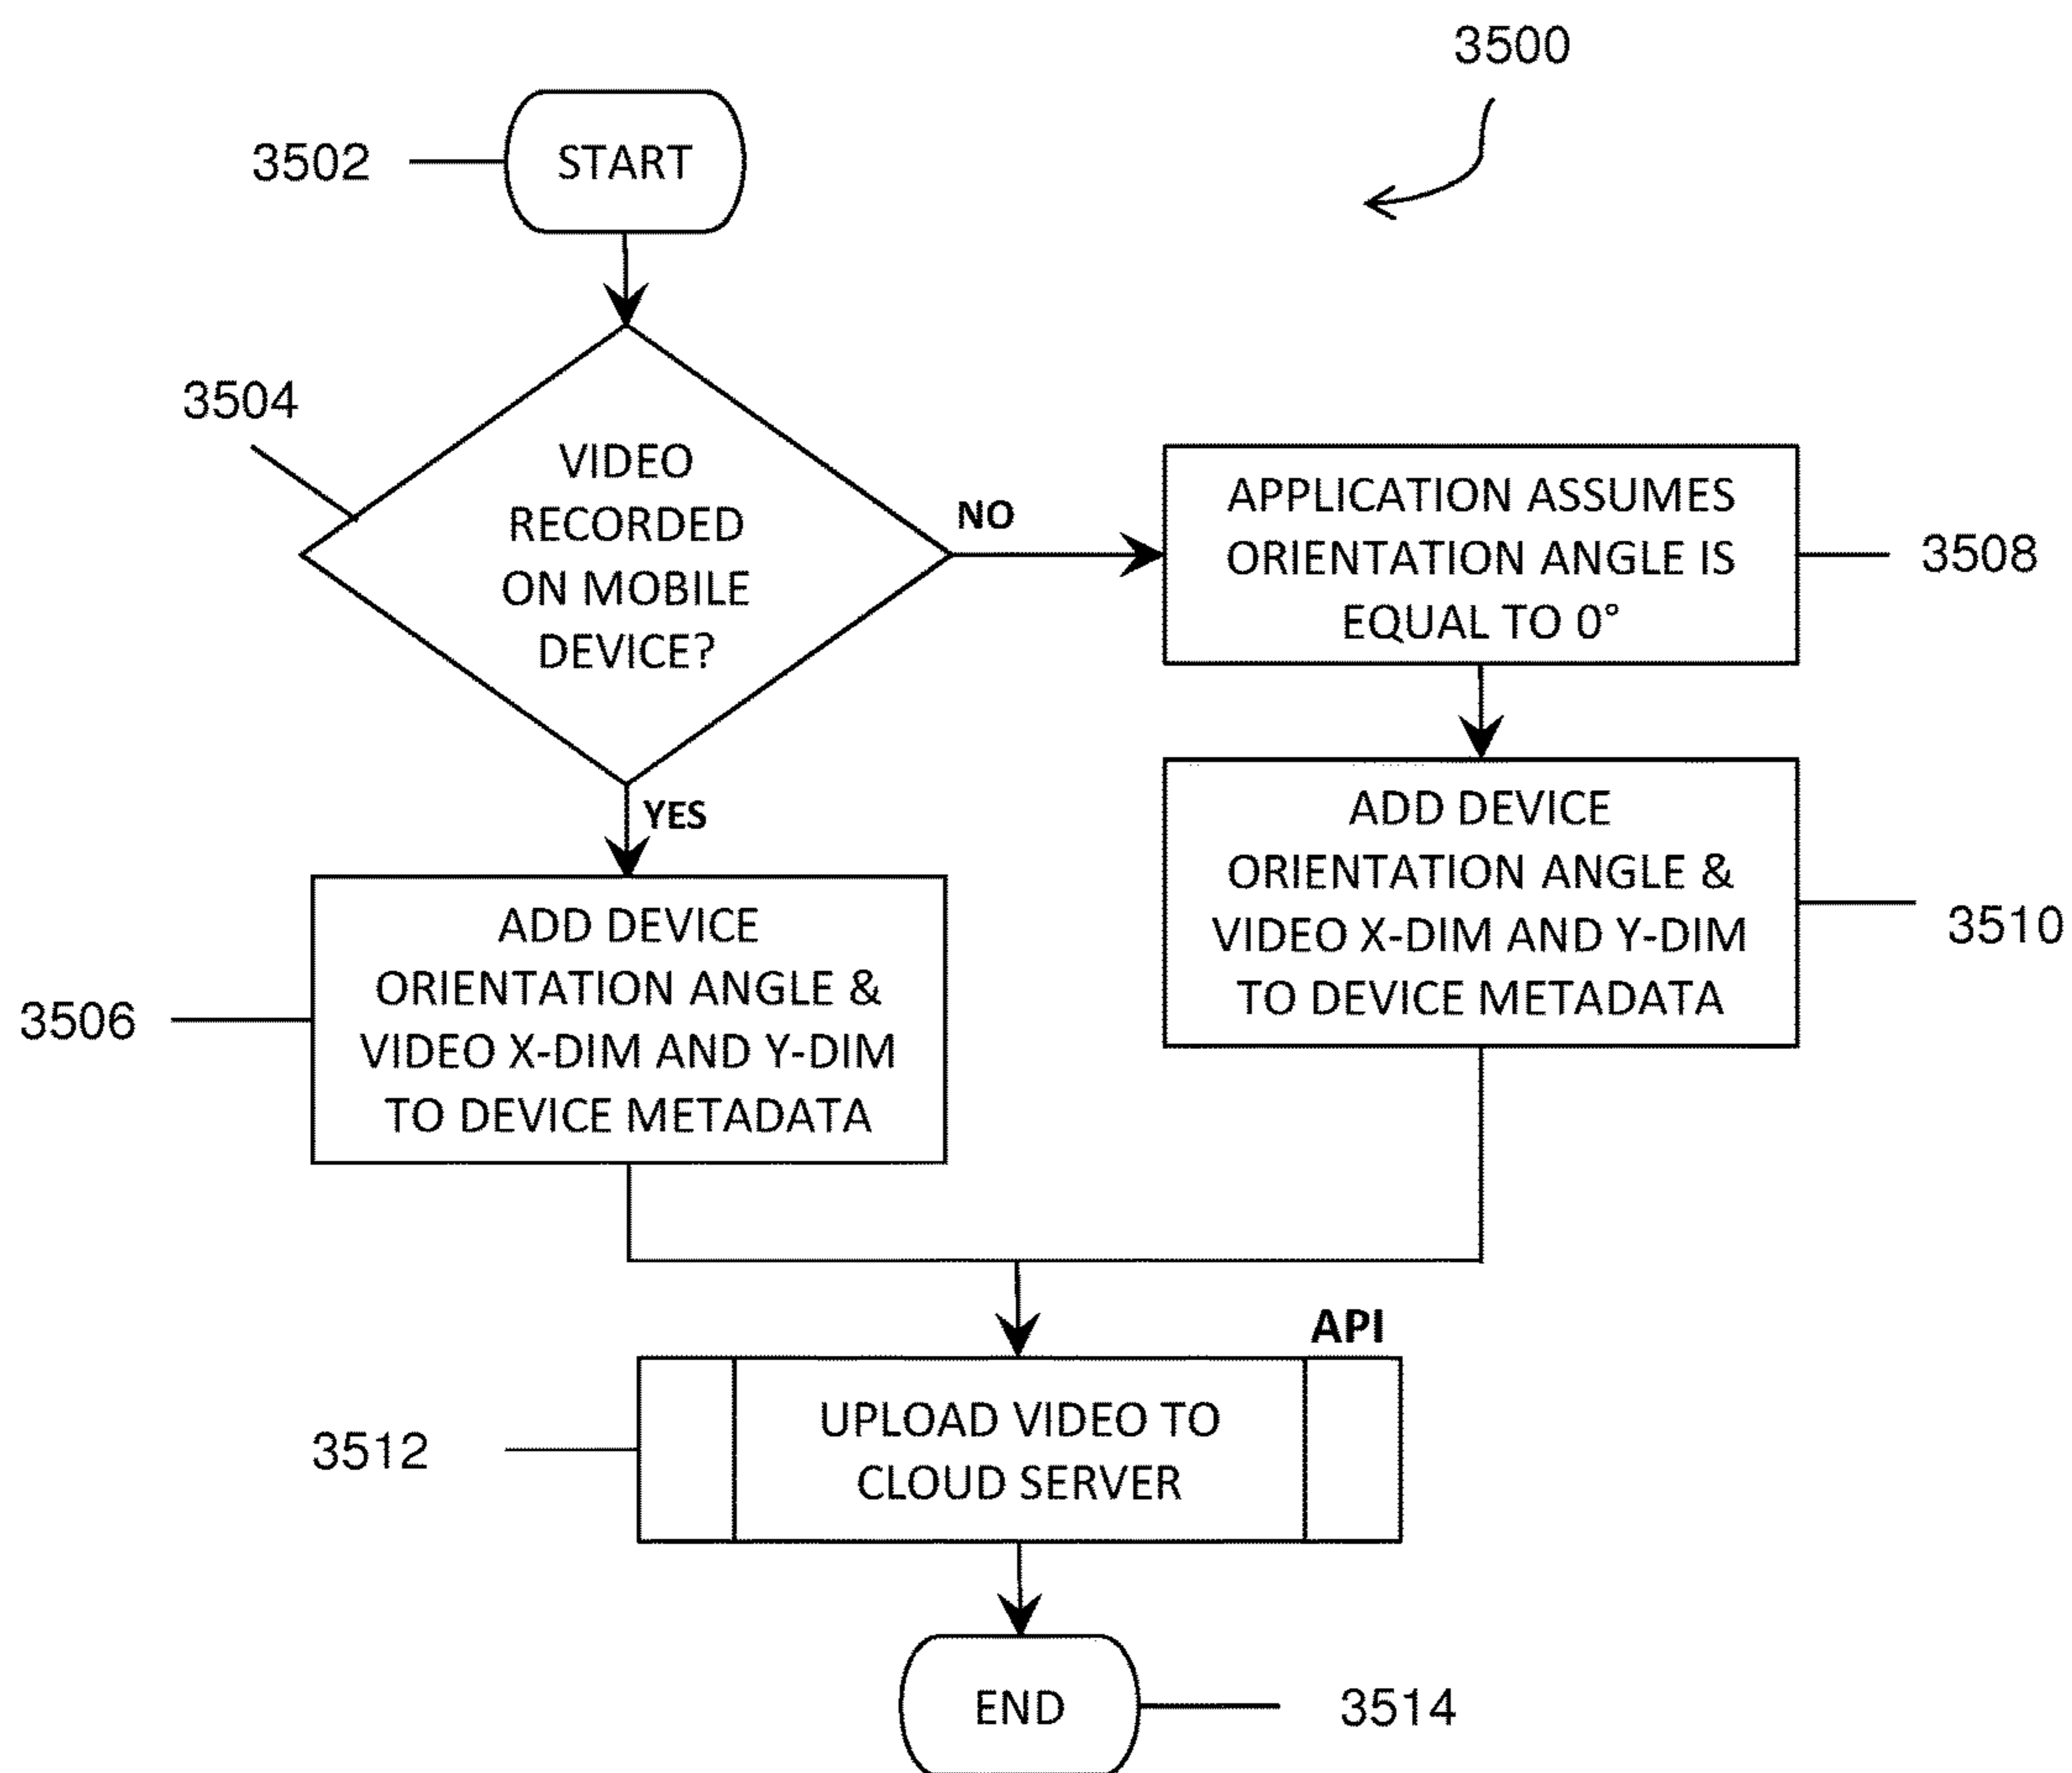 3500
3502
START
3504
VIDEO
RECORDED
ON MOBILE
DEVICE?
NO
APPLICATION ASSUMES
ORIENTATION ANGLE IS
EQUAL TO 0°
3508
YES
ADD DEVICE
ORIENTATION ANGLE &
VIDEO X-DIM AND Y-DIM
TO DEVICE METADATA
3510
ADD DEVICE
ORIENTATION ANGLE &
VIDEO X-DIM AND Y-DIM
TO DEVICE METADATA
3506
API
UPLOAD VIDEO TO
CLOUD SERVER
3512
END
3514